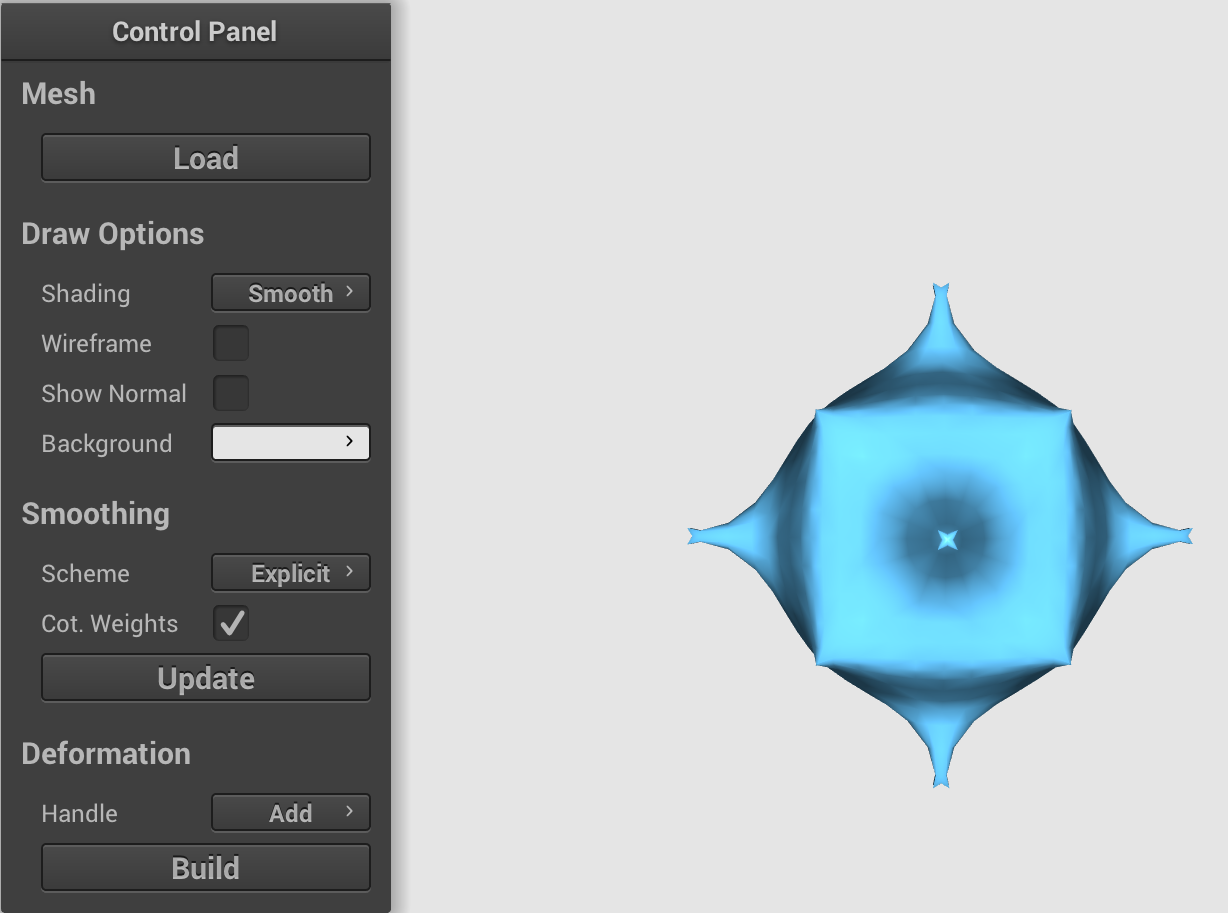 Control Panel
Mesh
Load
Draw Options
Shading Smooth
Wireframe
Show Normal
Background
Smoothing
Scheme Explicit
Cot. Weights
Update
Deformation
Handle Add
Build